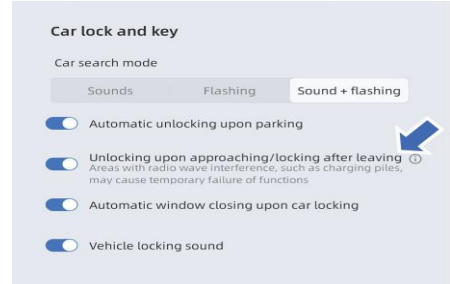 Car lock and key
Car search mode
Sounds Flashing Sound + flashing
Automatic unlocking upon parking
Unlocking upon approaching/locking after leaving
Areas with radio wave interference, such as charging piles,
may cause temporary failure of functions
Automatic window closing upon car locking
Vehicle locking sound